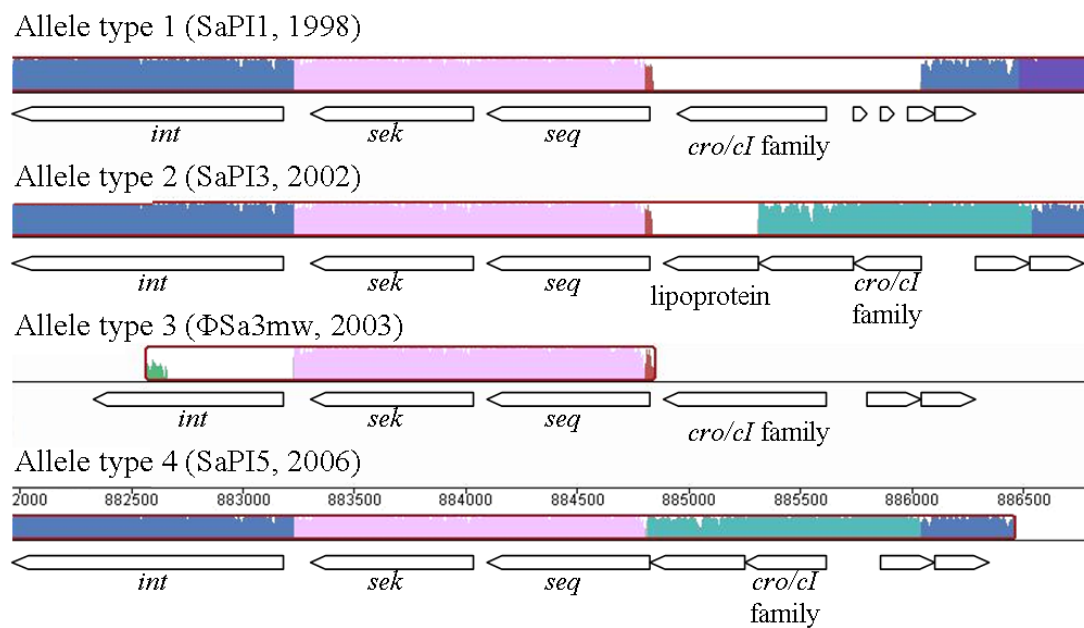 Allele type 1 (SaPI1, 1998)
int sek seq cro/cI family
Allele type 2 (SaPI3, 2002)
int sek seq lipoprotein cro/cI
family
Allele type 3 (ΦSa3mw, 2003)
int sek seq cro/cI family
Allele type 4 (SaPI5, 2006)
2000 882500 883000 883500 884000 884500 885000 885500 886000 886500
int sek seq cro/cI
family